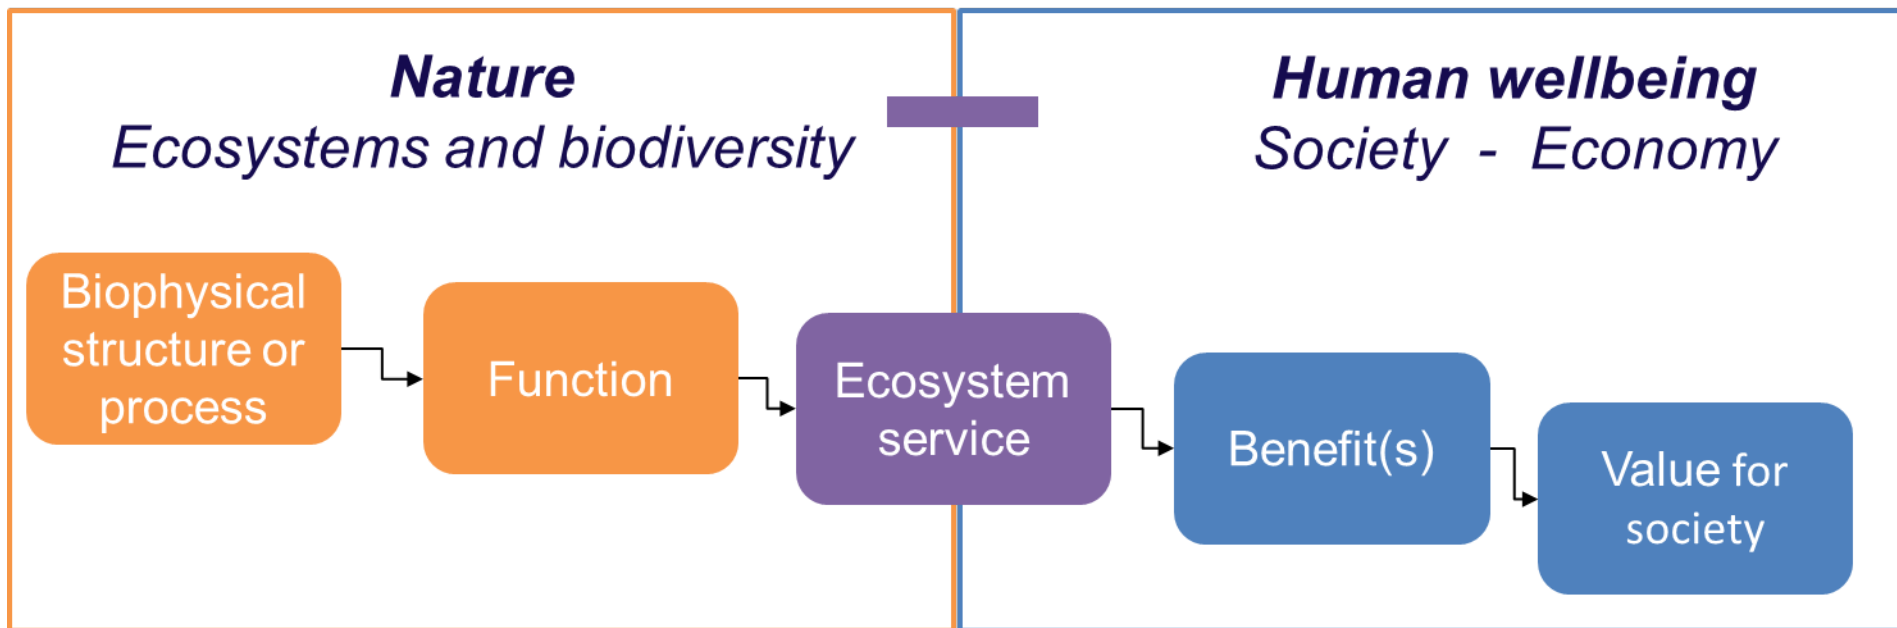 Nature
Ecosystems and biodiversity
Human wellbeing
Society - Economy
Biophysical
structure or
process
Function
Ecosystem
service
Benefit(s)
Value for
society